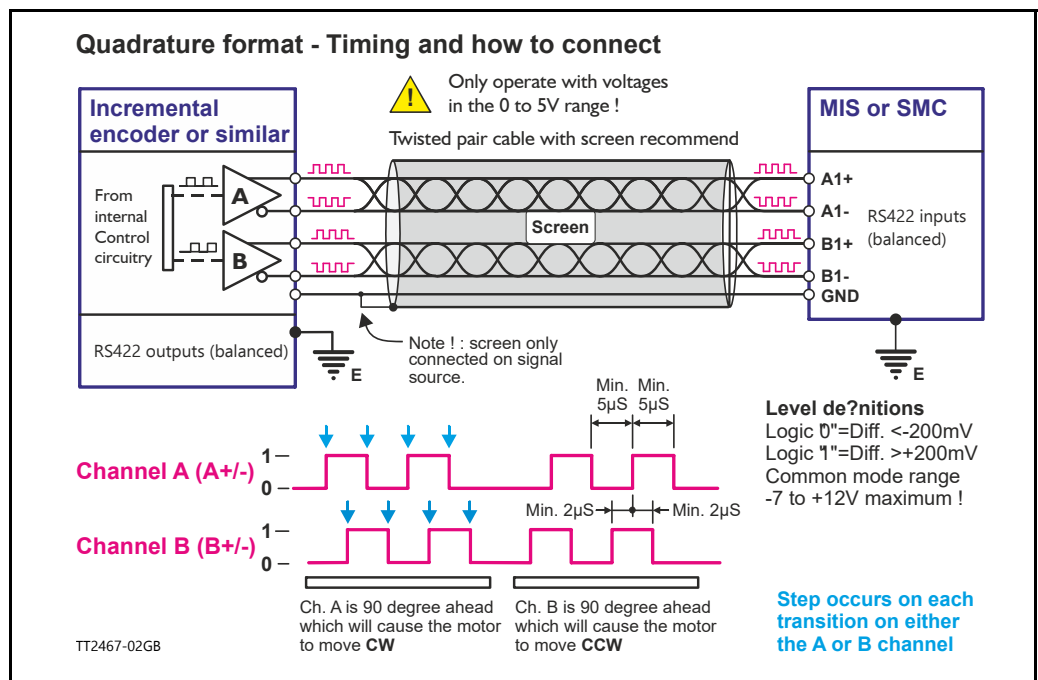 Quadrature format - Timing and how to connect
!
Only operate with voltages
in the 0 to 5V range !
Incremental
encoder or similar
MIS or SMC
Twisted pair cable with screen recommend
From
internal
Control
circuitry
A
B
Screen
A1+
A1-
B1+
B1-
GND
RS422 inputs
(balanced)
RS422 outputs (balanced)
E
Note ! : screen only
connected on signal
source.
E
Min.
5µS
Min.
5µS
Level de?nitions
Logic "0"=Diff. <-200mV
Logic "1"=Diff. >+200mV
Common mode range
-7 to +12V maximum !
Channel A (A+/-)
1
0
Min. 2µS
Min. 2µS
Channel B (B+/-)
1
0
Ch. A is 90 degree ahead
which will cause the motor
to move CW
Ch. B is 90 degree ahead
which will cause the motor
to move CCW
Step occurs on each
transition on either
the A or B channel
TT2467-02GB